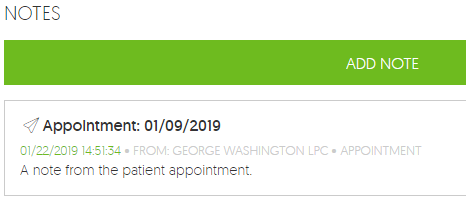 NOTES
ADD NOTE
Appointment: 01/09/2019
01/22/2019 14:51:34 • FROM: GEORGE WASHINGTON LPC • APPOINTMENT
A note from the patient appointment.